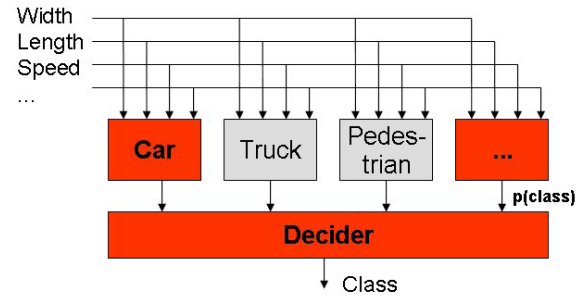 Width
Length
Speed
...
Car
Truck
Pedes-
trian
...
p(class)
Decider
Class